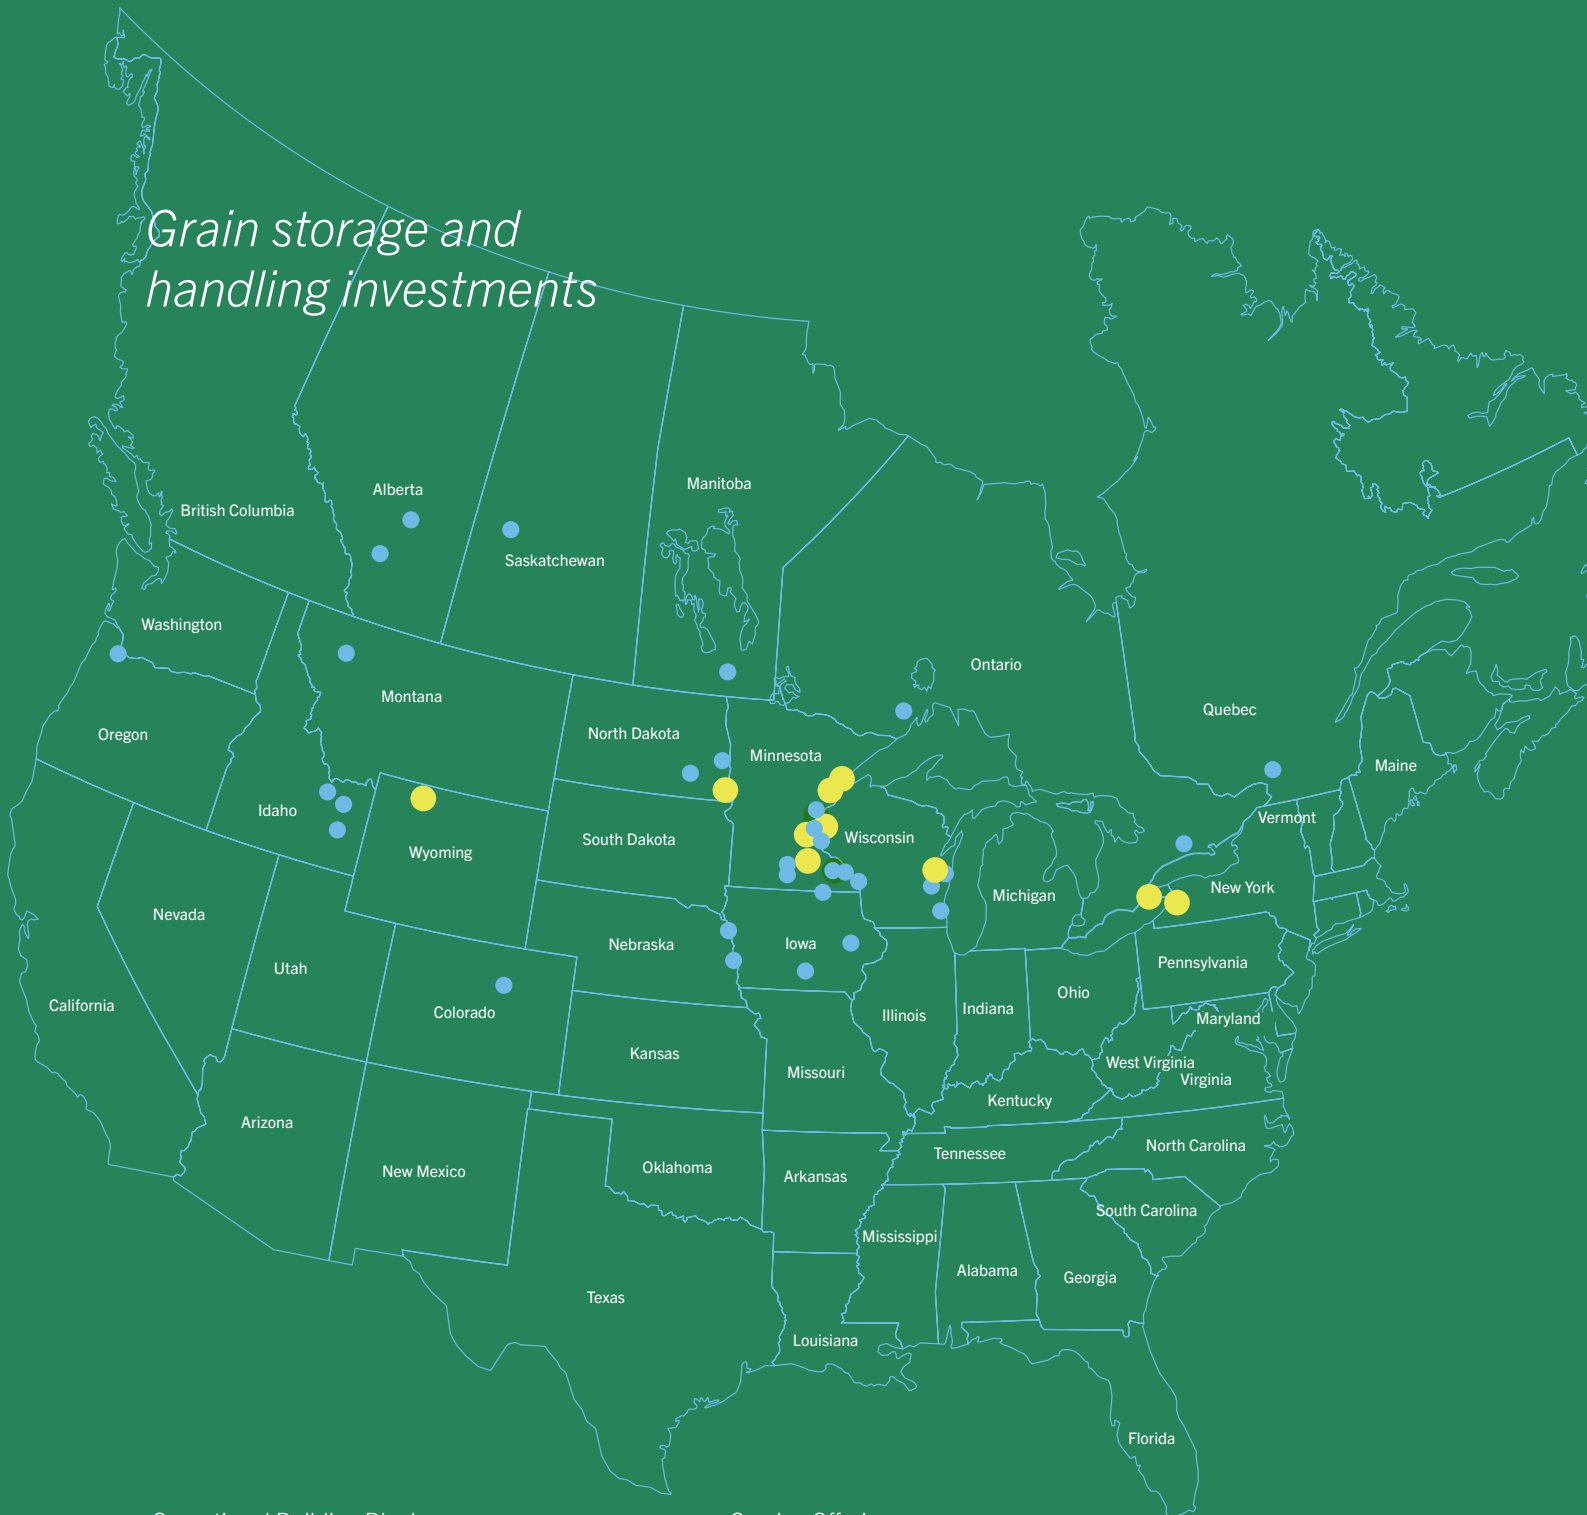 Grain storage and
handling investments
Manitoba
Alberta
British Columbia
Saskatchewan
Washington
Ontario
Montana
Quebec
North Dakota
Oregon
Minnesota
Maine
Idaho
Vermont
South Dakota
Wisconsin
Wyoming
New York
Michigan
Nevada
Nebraska
Iowa
Pennsylvania
Utah
Ohio
California
Colorado
Illinois
Indiana
Maryland
Kansas
West Virginia
Missouri
Virginia
Kentucky
Arizona
North Carolina
Tennessee
New Mexico
Oklahoma
Arkansas
South Carolina
Mississippi
Alabama
Georgia
Texas
Louisiana
Florida